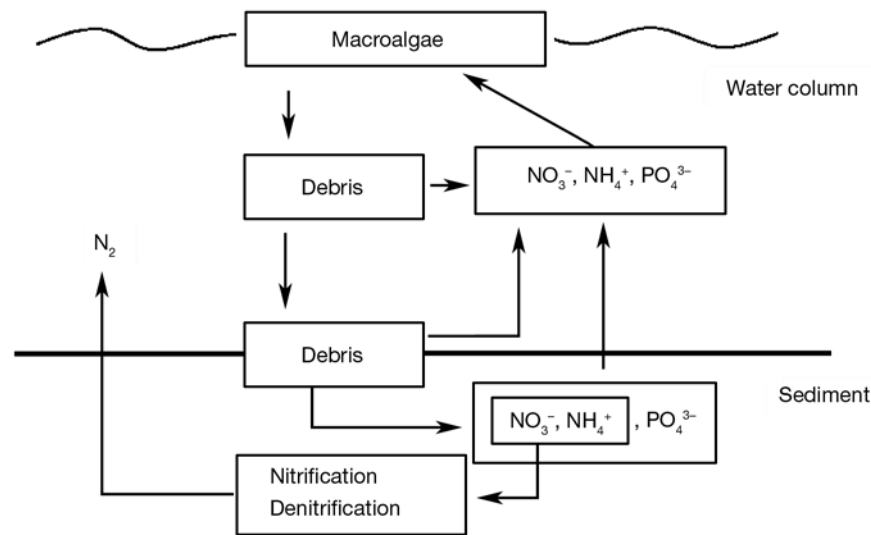 Macroalgae
Water column
Debris
NO₃⁻, NH₄⁺, PO₄³⁻
N₂
Debris
Sediment
NO₃⁻, NH₄⁺ , PO₄³⁻
Nitrification
Denitrification